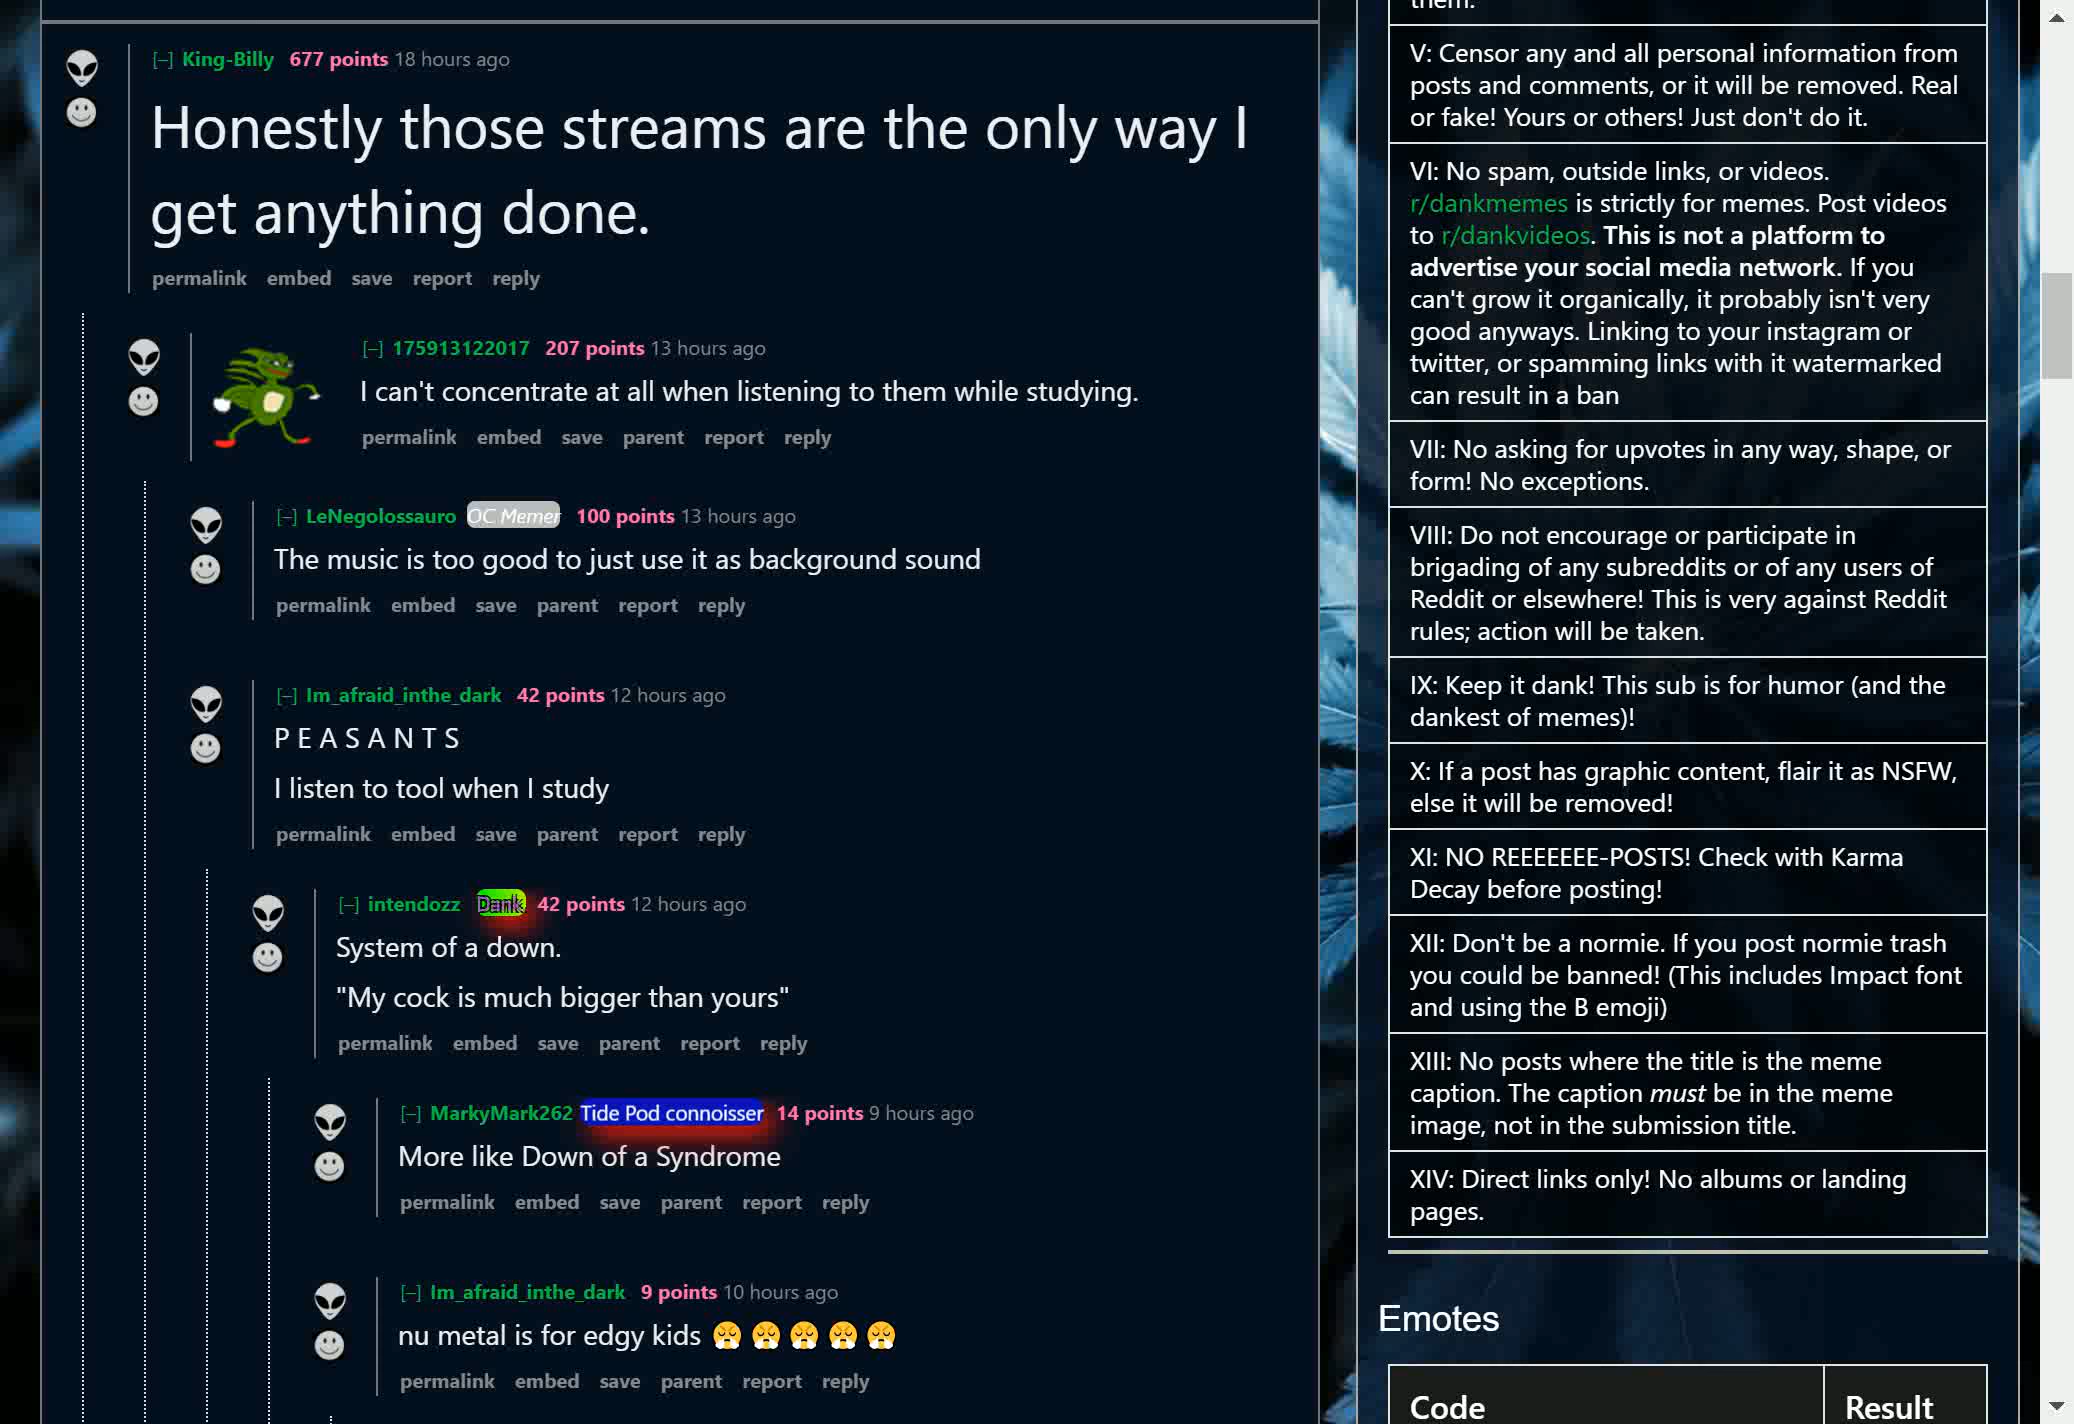 [–] King-Billy 677 points 18 hours ago
Honestly those streams are the only way I
get anything done.
permalink embed save report reply
[–] 175913122017 207 points 13 hours ago
I can't concentrate at all when listening to them while studying.
permalink embed save parent report reply
[–] LeNegolossauro OC Memer 100 points 13 hours ago
The music is too good to just use it as background sound
permalink embed save parent report reply
[–] Im_afraid_inthe_dark 42 points 12 hours ago
P E A S A N T S
I listen to tool when I study
permalink embed save parent report reply
[–] intendozz Dank 42 points 12 hours ago
System of a down.
"My cock is much bigger than yours"
permalink embed save parent report reply
[–] MarkyMark262 Tide Pod connoisser 14 points 9 hours ago
More like Down of a Syndrome
permalink embed save parent report reply
[–] Im_afraid_inthe_dark 9 points 10 hours ago
nu metal is for edgy kids 😤 😤 😤 😤 😤
permalink embed save parent report reply
them.
V: Censor any and all personal information from
posts and comments, or it will be removed. Real
or fake! Yours or others! Just don't do it.
VI: No spam, outside links, or videos.
r/dankmemes is strictly for memes. Post videos
to r/dankvideos. This is not a platform to
advertise your social media network. If you
can't grow it organically, it probably isn't very
good anyways. Linking to your instagram or
twitter, or spamming links with it watermarked
can result in a ban
VII: No asking for upvotes in any way, shape, or
form! No exceptions.
VIII: Do not encourage or participate in
brigading of any subreddits or of any users of
Reddit or elsewhere! This is very against Reddit
rules; action will be taken.
IX: Keep it dank! This sub is for humor (and the
dankest of memes)!
X: If a post has graphic content, flair it as NSFW,
else it will be removed!
XI: NO REEEEEEE-POSTS! Check with Karma
Decay before posting!
XII: Don't be a normie. If you post normie trash
you could be banned! (This includes Impact font
and using the B emoji)
XIII: No posts where the title is the meme
caption. The caption must be in the meme
image, not in the submission title.
XIV: Direct links only! No albums or landing
pages.
Emotes
Code Result